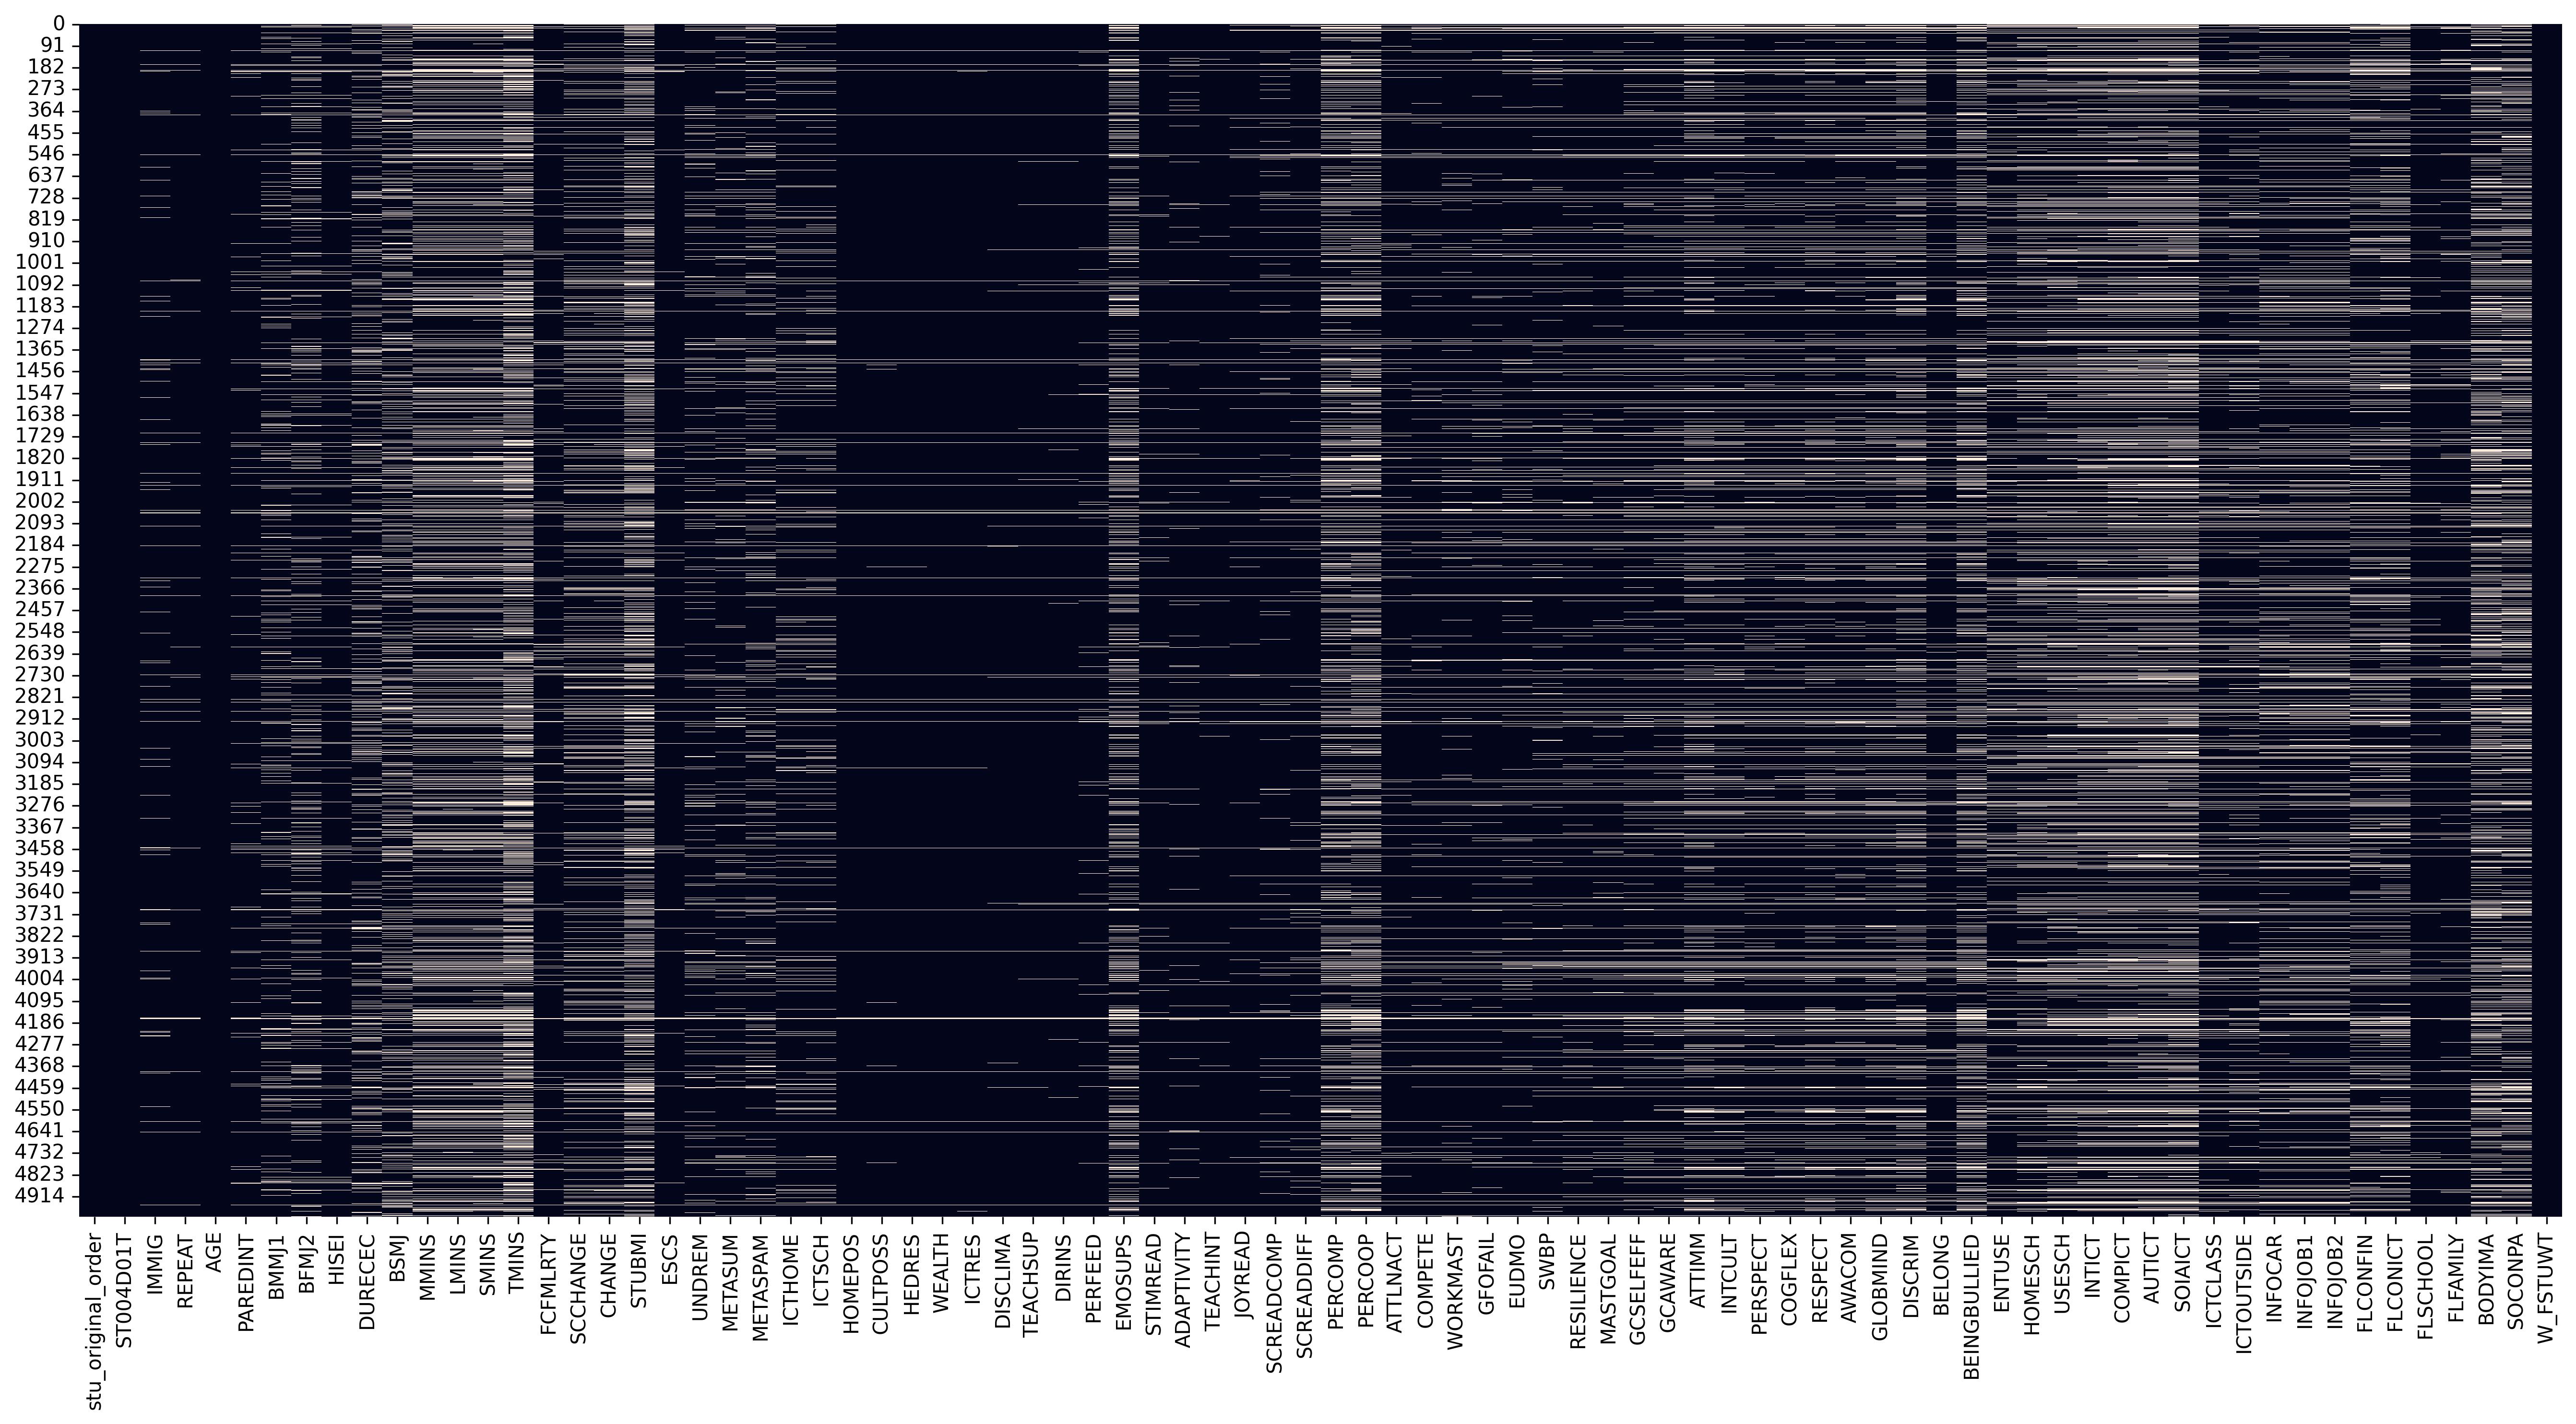 0
91
182
273
364
455
546
637
728
819
910
1001
1092
1183
1274
1365
1456
1547
1638
1729
1820
1911
2002
2093
2184
2275
2366
2457
2548
2639
2730
2821
2912
3003
3094
3185
3276
3367
3458
3549
3640
3731
3822
3913
4004
4095
4186
4277
4368
4459
4550
4641
4732
4823
4914
stu_original_order
ST004D01T
IMMIG
REPEAT
AGE
PAREDINT
BMMJ1
BFMJ2
HISEI
DURECEC
BSMJ
MMINS
LMINS
SMINS
TMINS
FCFMLRTY
SCCHANGE
CHANGE
STUBMI
ESCS
UNDREM
METASUM
METASPAM
ICTHOME
ICTSCH
HOMEPOS
CULTPOSS
HEDRES
WEALTH
ICTRES
DISCLIMA
TEACHSUP
DIRINS
PERFEED
EMOSUPS
STIMREAD
ADAPTIVITY
TEACHINT
JOYREAD
SCREADCOMP
SCREADDIFF
PERCOMP
PERCOOP
ATTLNACT
COMPETE
WORKMAST
GFOFAIL
EUDMO
SWBP
RESILIENCE
MASTGOAL
GCSELFEFF
GCAWARE
ATTIMM
INTCULT
PERSPECT
COGFLEX
RESPECT
AWACOM
GLOBMIND
DISCRIM
BELONG
BEINGBULLIED
ENTUSE
HOMESCH
USESCH
INTICT
COMPICT
AUTICT
SOIAICT
ICTCLASS
ICTOUTSIDE
INFOCAR
INFOJOB1
INFOJOB2
FLCONFIN
FLCONICT
FLSCHOOL
FLFAMILY
BODYIMA
SOCONPA
W_FSTUWT